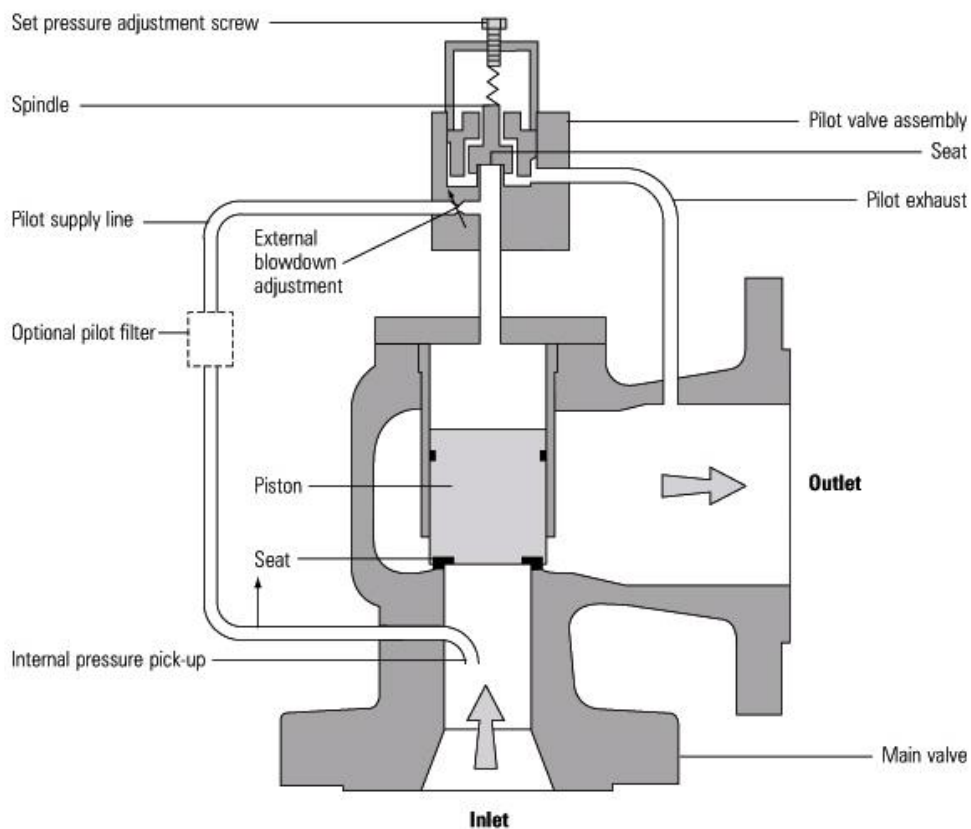 Set pressure adjustment screw
Spindle
Pilot valve assembly
Seat
Pilot supply line
Pilot exhaust
External
blowdown
adjustment
Optional pilot filter
Piston
Outlet
Seat
Internal pressure pick-up
Main valve
Inlet